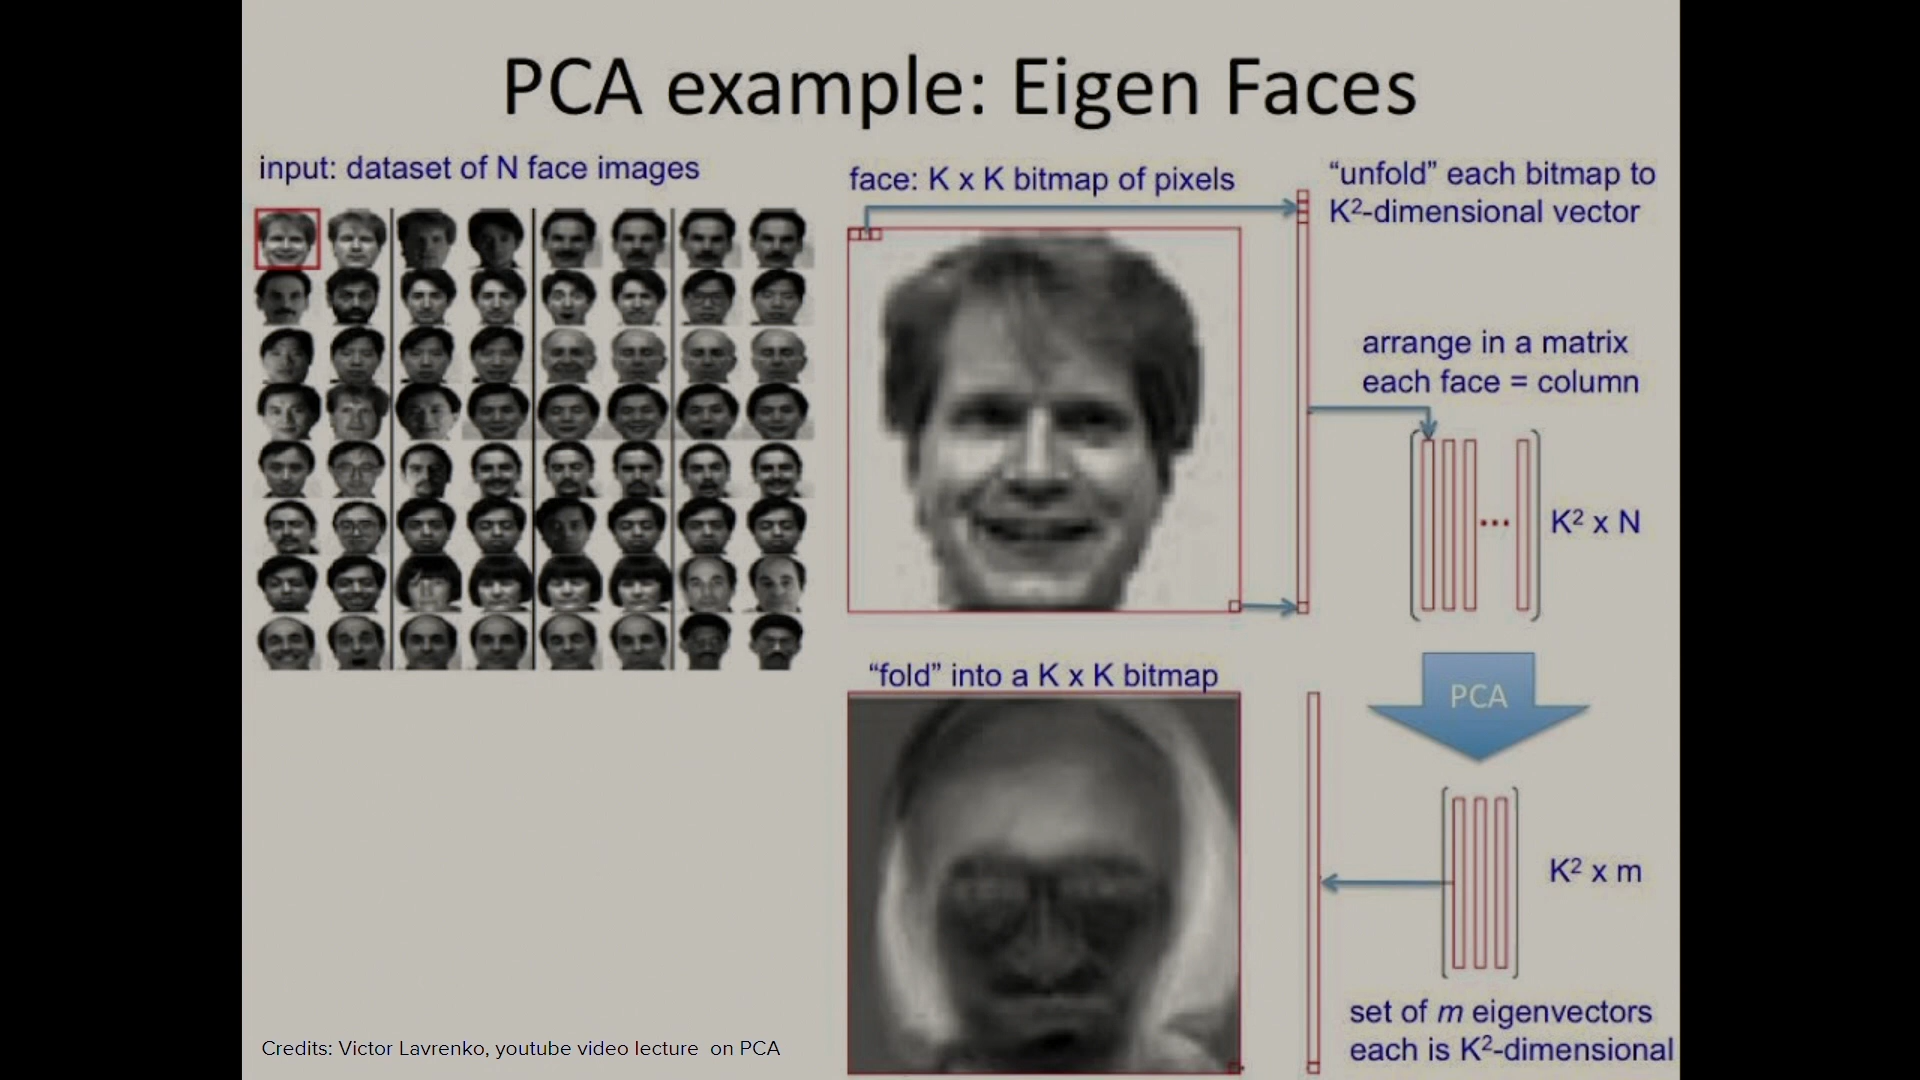 PCA example: Eigen Faces
input: dataset of N face images
face: K x K bitmap of pixels
“unfold” each bitmap to
K²-dimensional vector
arrange in a matrix
each face = column
... K² x N
PCA
“fold” into a K x K bitmap
K² x m
set of m eigenvectors
each is K²-dimensional
Credits: Victor Lavrenko, youtube video lecture on PCA